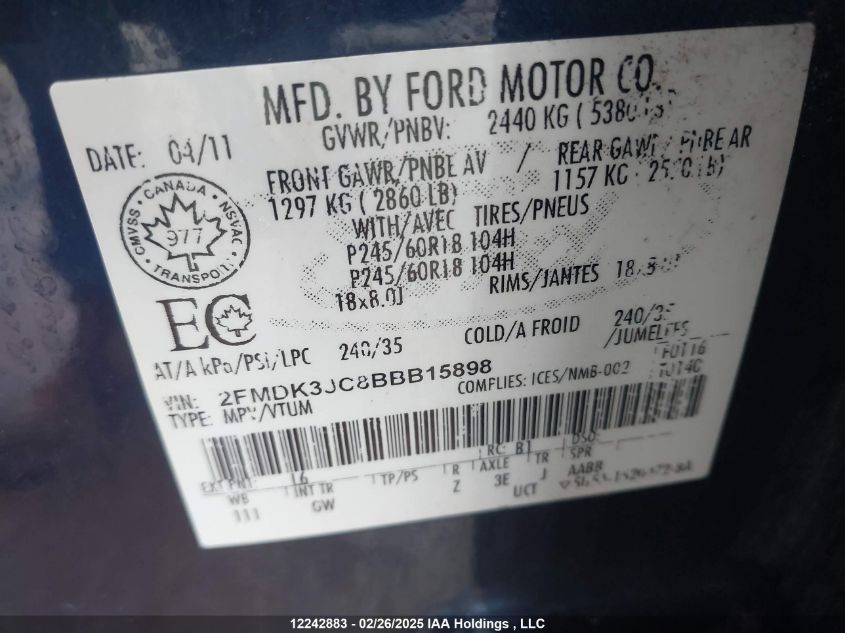 MFD. BY FORD MOTOR CO.
DATE: 04/11
GVWR/PNBV: 2440 KG (
FRONT GAWR/PNBE AV / REAR GAWR / PNBE AR
1297 KG ( 2860 LB) 1157 KG
WITH/AVEC TIRES/PNEUS
P245/60R18 104H
P245/60R18 104H
18x8.0J RIMS/JANTES
CMVSS CANADA NSVAC
977
TRANSPORT
EC
AT/A kPa/PSI/LPC 240/35 COLD/A FROID 240/35
/JUMELEES
VIN: 2FMDK3JC8BBB15898
TYPE: MPV/VTUM
COMPLIES: ICES/NMB-002
EXT PNT: RC: B1 DSO:
WB INT TR TP/PS R AXLE TR SPR
111 GW Z 3E J AABB
UCT
12242883 - 02/26/2025 IAA Holdings , LLC